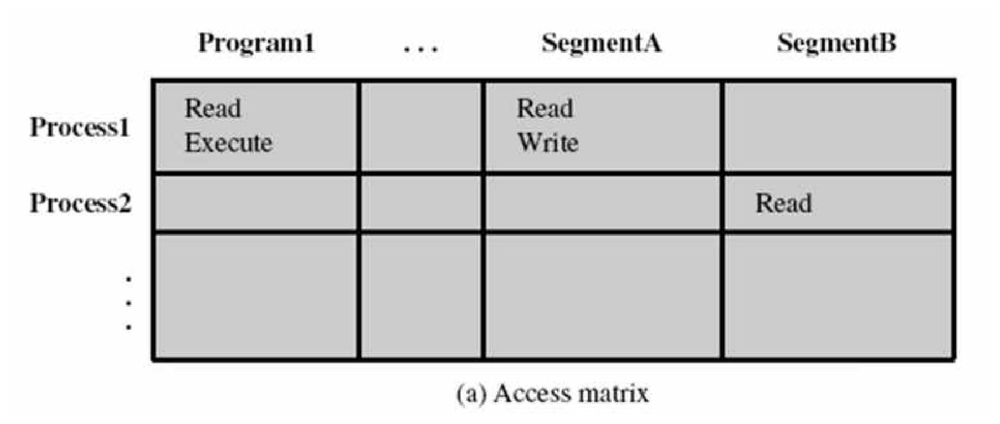 Program1 ... SegmentA SegmentB
Process1
Read
Execute
Read
Write
Process2
Read
.
.
.
(a) Access matrix